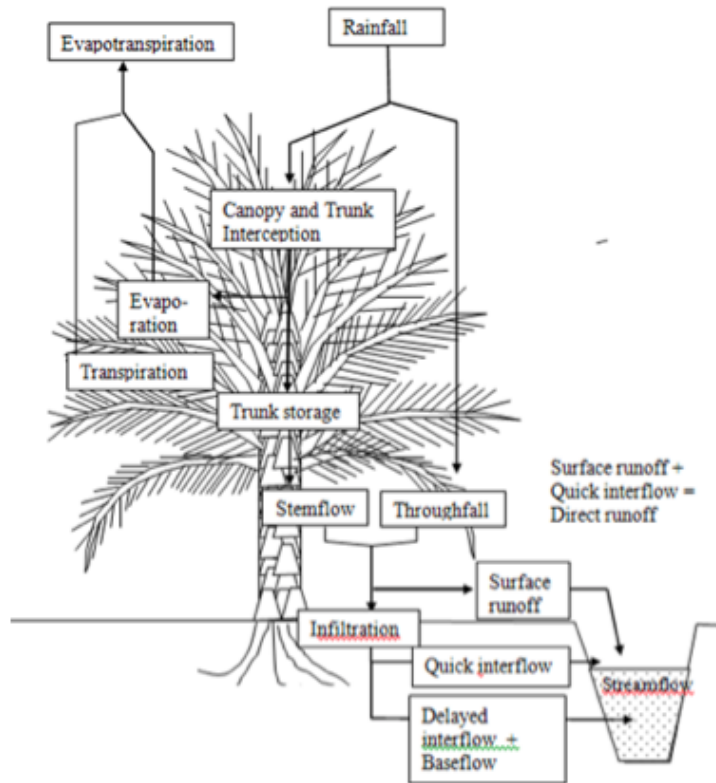 Evapotranspiration
Rainfall
Canopy and Trunk
Interception
Evapo-
ration
Transpiration
Trunk storage
Stemflow
Throughfall
Surface runoff +
Quick interflow =
Direct runoff
Surface
runoff
Infiltration
Quick interflow
Streamflow
Delayed
interflow +
Baseflow